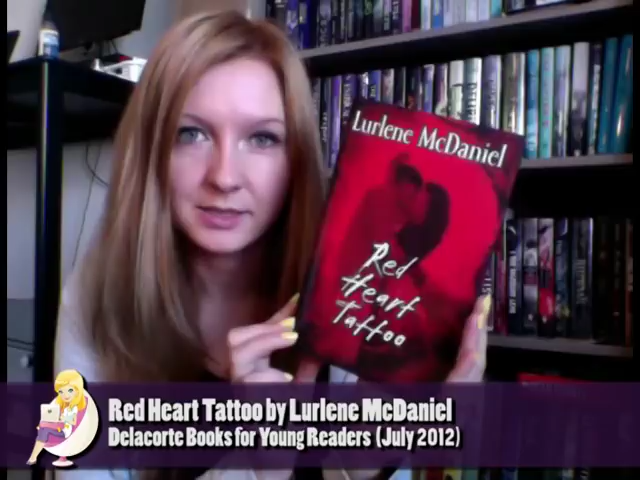 Lurlene McDaniel
Red
Heart
Tattoo
Red Heart Tattoo by Lurlene McDaniel
Delacorte Books for Young Readers (July 2012)